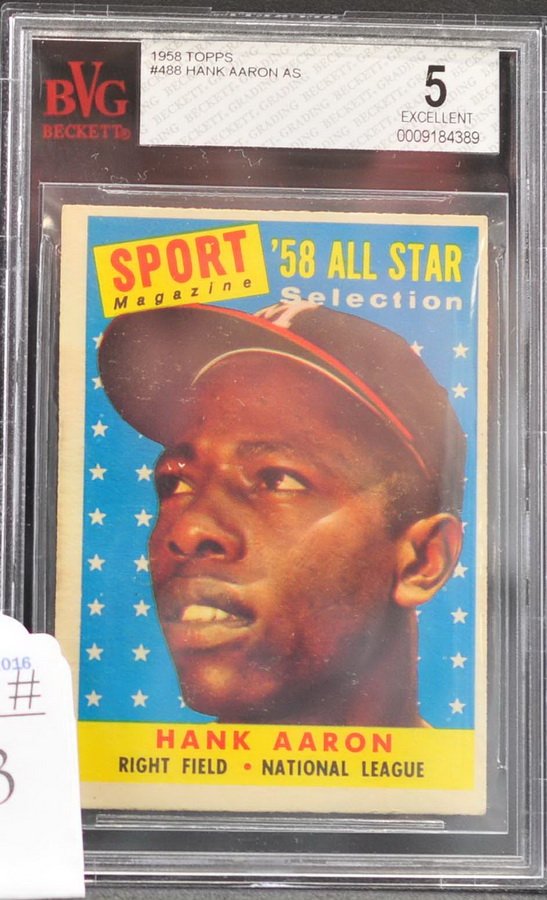 BVG
BECKETT®
1958 TOPPS
#488 HANK AARON AS
5
EXCELLENT
0009184389
SPORT
Magazine
'58 ALL STAR
Selection
M
HANK AARON
RIGHT FIELD • NATIONAL LEAGUE
2016
#
3